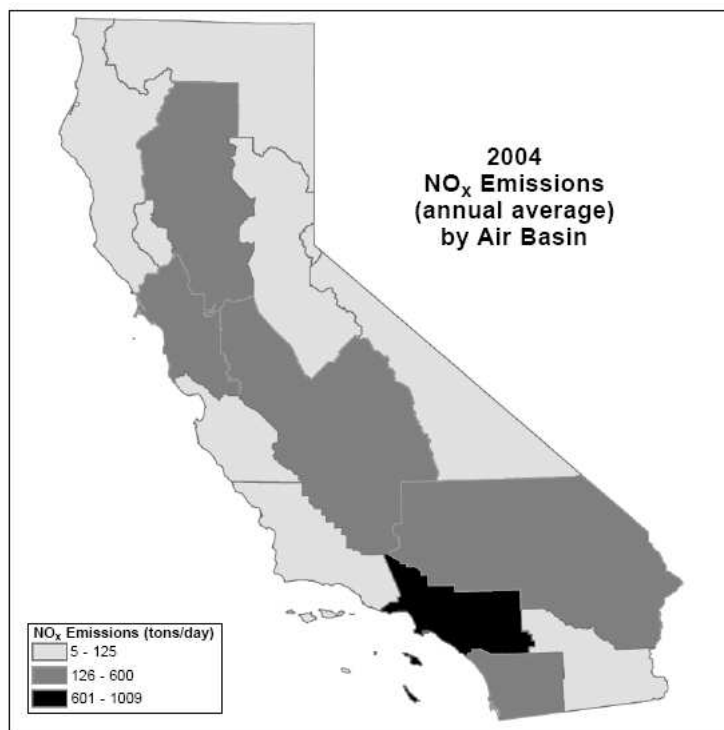 2004
NOx Emissions
(annual average)
by Air Basin
NOx Emissions (tons/day)
5 - 125
126 - 600
601 - 1009